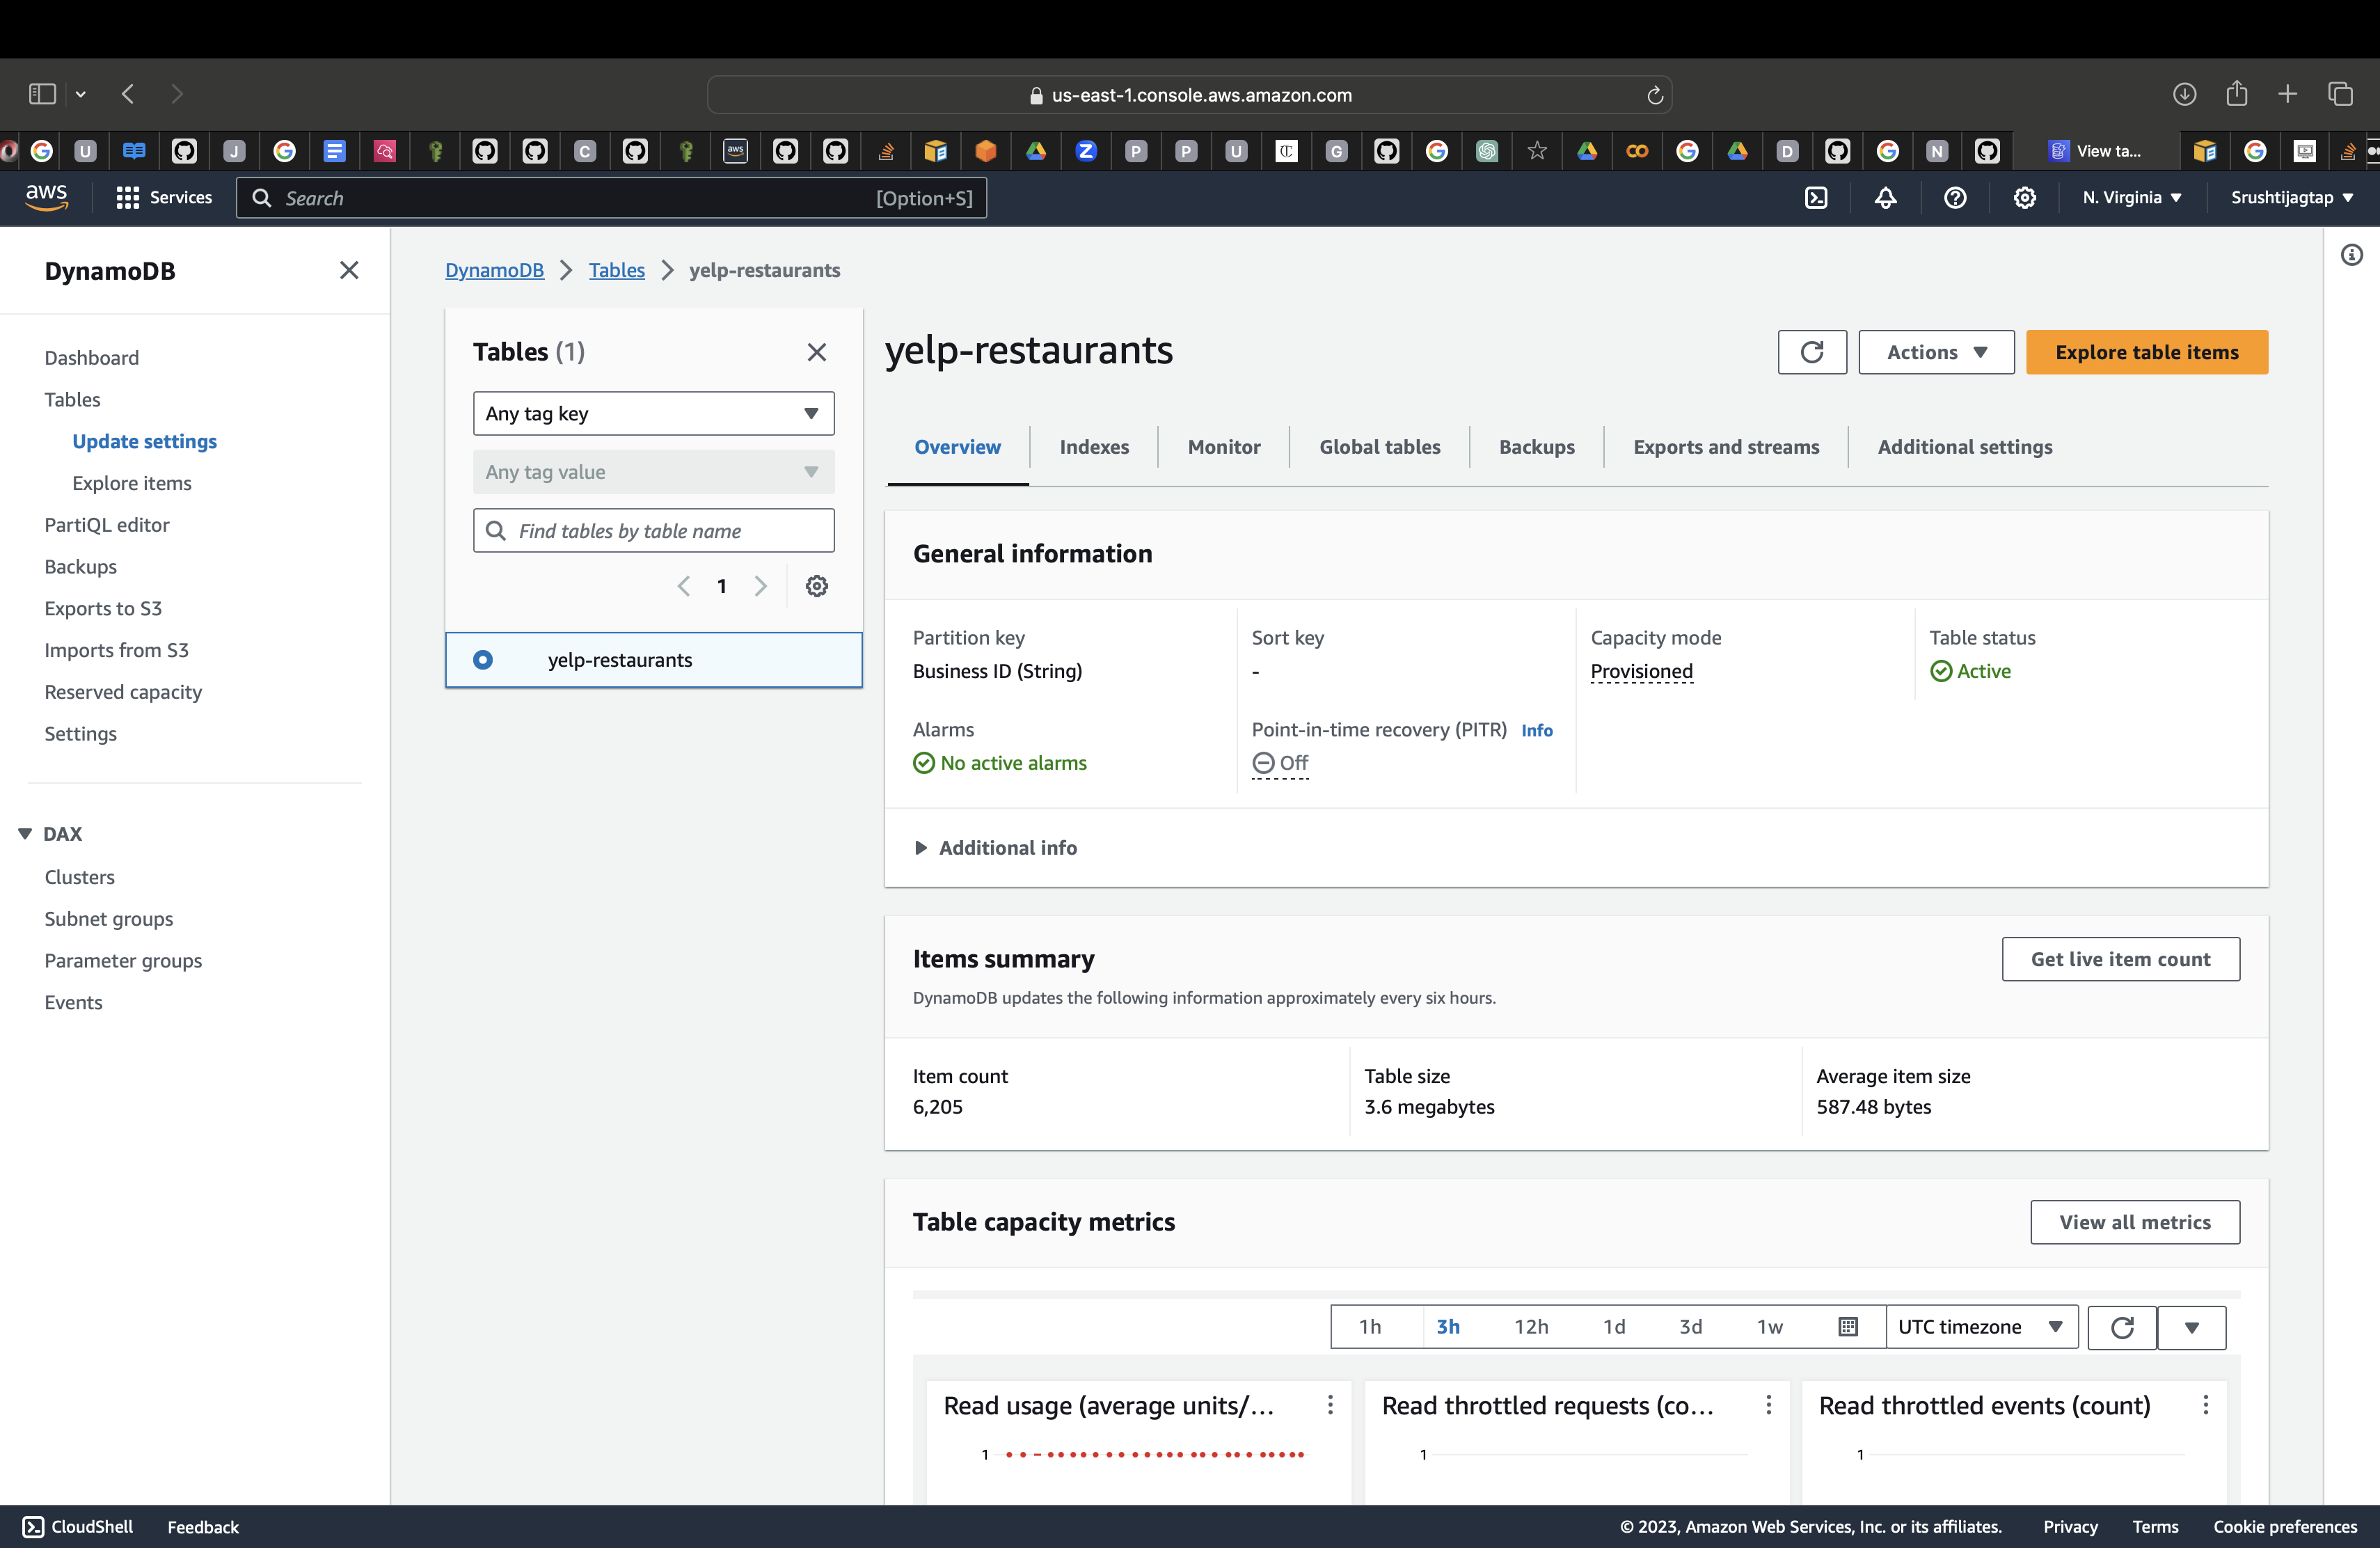 us-east-1.console.aws.amazon.com
U
J
C
aws
Z
P
P
U
G
D
N
View ta...
aws
Services
Search
[Option+S]
N. Virginia
Srushtijagtap
DynamoDB
Dashboard
Tables
Update settings
Explore items
PartiQL editor
Backups
Exports to S3
Imports from S3
Reserved capacity
Settings
DAX
Clusters
Subnet groups
Parameter groups
Events
DynamoDB
Tables
yelp-restaurants
Tables (1)
Any tag key
Any tag value
Find tables by table name
1
yelp-restaurants
yelp-restaurants
Actions
Explore table items
Overview
Indexes
Monitor
Global tables
Backups
Exports and streams
Additional settings
General information
Partition key
Business ID (String)
Sort key
-
Capacity mode
Provisioned
Table status
Active
Alarms
No active alarms
Point-in-time recovery (PITR) Info
Off
Additional info
Items summary
Get live item count
DynamoDB updates the following information approximately every six hours.
Item count
6,205
Table size
3.6 megabytes
Average item size
587.48 bytes
Table capacity metrics
View all metrics
1h
3h
12h
1d
3d
1w
UTC timezone
Read usage (average units/...
1
Read throttled requests (co...
1
Read throttled events (count)
1
CloudShell
Feedback
© 2023, Amazon Web Services, Inc. or its affiliates.
Privacy
Terms
Cookie preferences